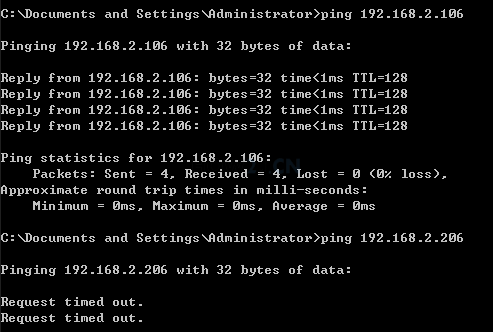 C:\Documents and Settings\Administrator>ping 192.168.2.106
Pinging 192.168.2.106 with 32 bytes of data:
Reply from 192.168.2.106: bytes=32 time<1ms TTL=128
Reply from 192.168.2.106: bytes=32 time<1ms TTL=128
Reply from 192.168.2.106: bytes=32 time<1ms TTL=128
Reply from 192.168.2.106: bytes=32 time<1ms TTL=128
Ping statistics for 192.168.2.106:
Packets: Sent = 4, Received = 4, Lost = 0 (0% loss),
Approximate round trip times in milli-seconds:
Minimum = 0ms, Maximum = 0ms, Average = 0ms
C:\Documents and Settings\Administrator>ping 192.168.2.206
Pinging 192.168.2.206 with 32 bytes of data:
Request timed out.
Request timed out.